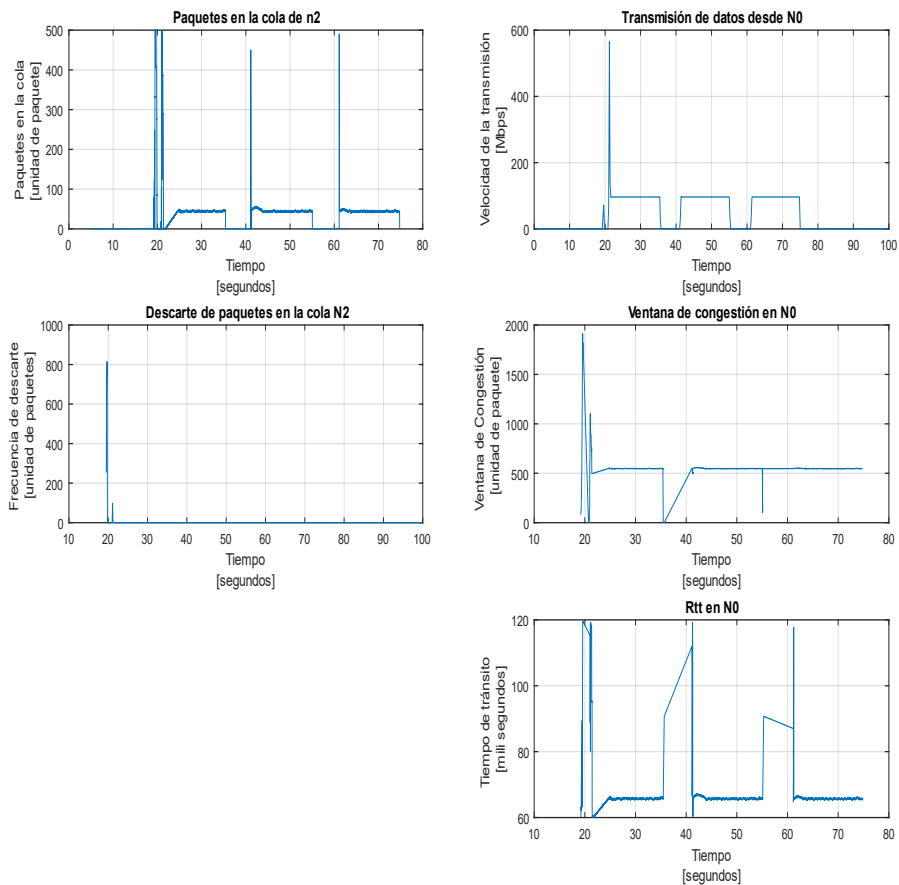 Paquetes en la cola de n2
Paquetes en la cola
[unidad de paquete]
500
400
300
200
100
0
0 10 20 30 40 50 60 70 80
Tiempo
[segundos]
Transmisión de datos desde N0
Velocidad de la transmisión
[Mbps]
600
400
200
0
0 10 20 30 40 50 60 70 80 90 100
Tiempo
[segundos]
Descarte de paquetes en la cola N2
Frecuencia de descarte
[unidad de paquetes]
1000
800
600
400
200
0
10 20 30 40 50 60 70 80 90 100
Tiempo
[segundos]
Ventana de congestión en N0
Ventana de Congestión
[unidad de paquete]
2000
1500
1000
500
0
10 20 30 40 50 60 70 80
Tiempo
[segundos]
Rtt en N0
Tiempo de tránsito
[mili segundos]
120
100
80
60
10 20 30 40 50 60 70 80
Tiempo
[segundos]